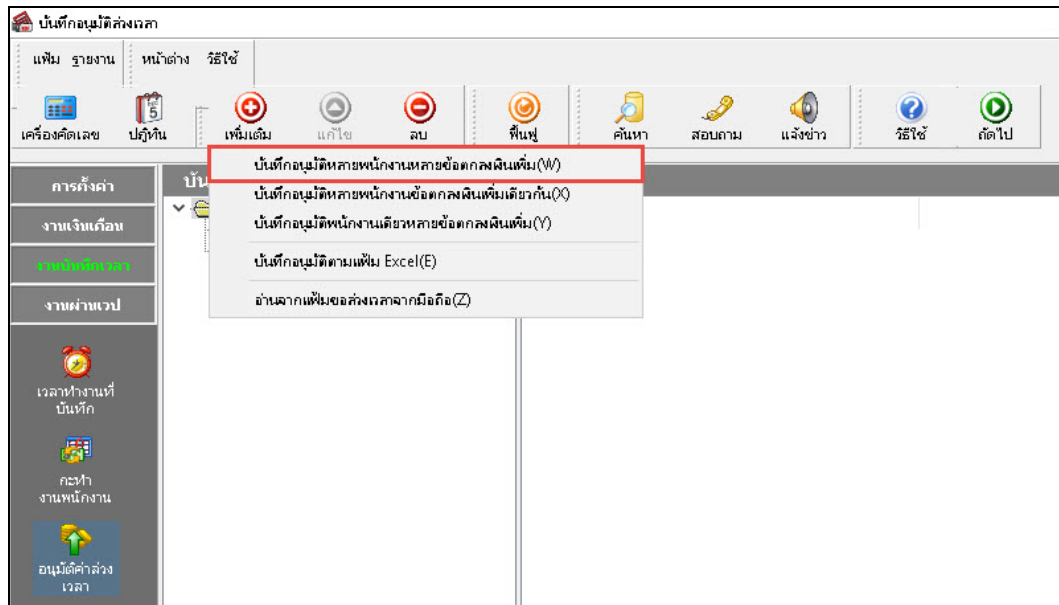 บันทึกอนุมัติล่วงเวลา
แฟ้ม รายงาน หน้าต่าง วิธีใช้
5
เครื่องคิดเลข ปฏิทิน เพิ่มเติม แก้ไข ลบ ฟื้นฟู ค้นหา สอบถาม แจ้งข่าว วิธีใช้ ถัดไป
การตั้งค่า
งานเงินเดือน
งานบันทึกเวลา
งานผ่านเวป
บัน
บันทึกอนุมัติหลายพนักงานหลายข้อตกลงเงินเพิ่ม(W)
บันทึกอนุมัติหลายพนักงานข้อตกลงเงินเพิ่มเดียวกัน(X)
บันทึกอนุมัติพนักงานเดียวหลายข้อตกลงเงินเพิ่ม(Y)
บันทึกอนุมัติตามแฟ้ม Excel(E)
อ่านจากแฟ้มขอล่วงเวลาจากมือถือ(Z)
เวลาทำงานที่
บันทึก
กะทำ
งานพนักงาน
อนุมัติค่าล่วง
เวลา